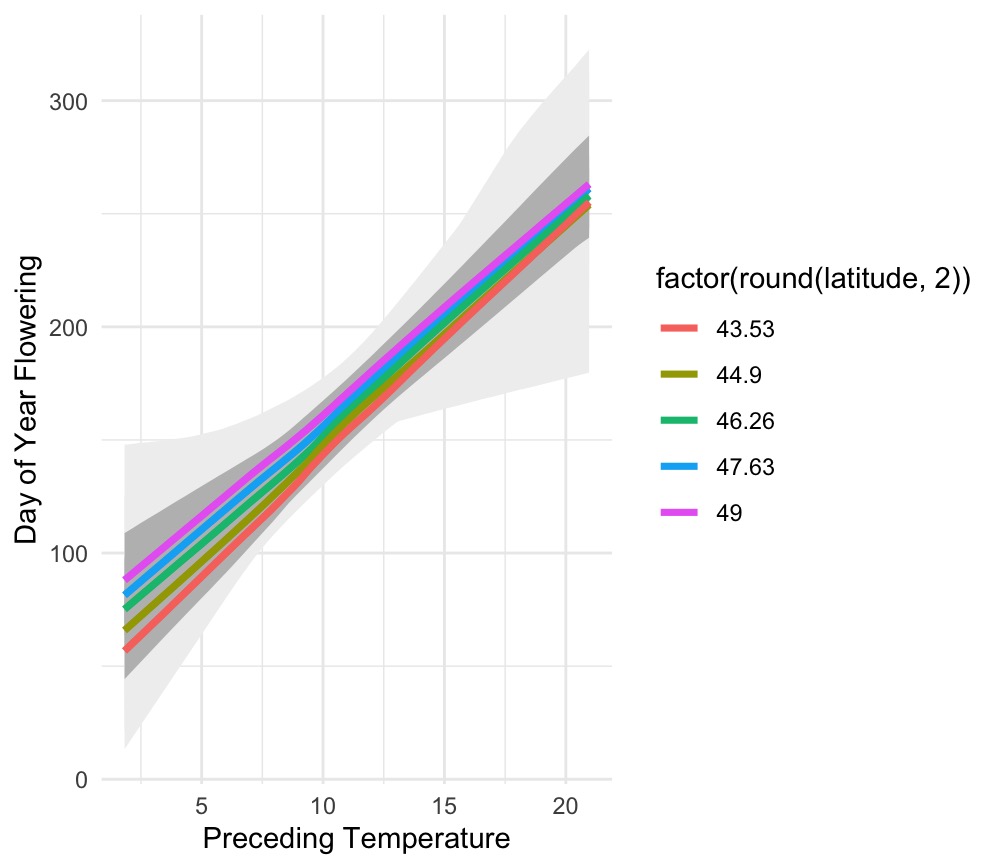 Day of Year Flowering
300
200
100
0
5 10 15 20
Preceding Temperature
factor(round(latitude, 2))
43.53
44.9
46.26
47.63
49